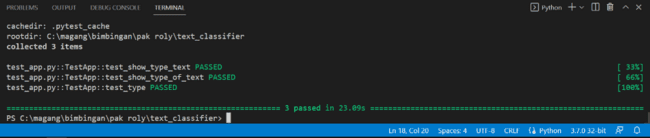 PROBLEMS OUTPUT DEBUG CONSOLE TERMINAL Python
cachedir: .pytest_cache
rootdir: C:\magang\bimbingan\pak roly\text_classifier
collected 3 items
test_app.py::TestApp::test_show_type_text PASSED [ 33%]
test_app.py::TestApp::test_show_type_of_text PASSED [ 66%]
test_app.py::TestApp::test_type PASSED [100%]
3 passed in 23.09s
PS C:\magang\bimbingan\pak roly\text_classifier>
Ln 18, Col 20 Spaces: 4 UTF-8 CRLF Python 3.7.0 32-bit